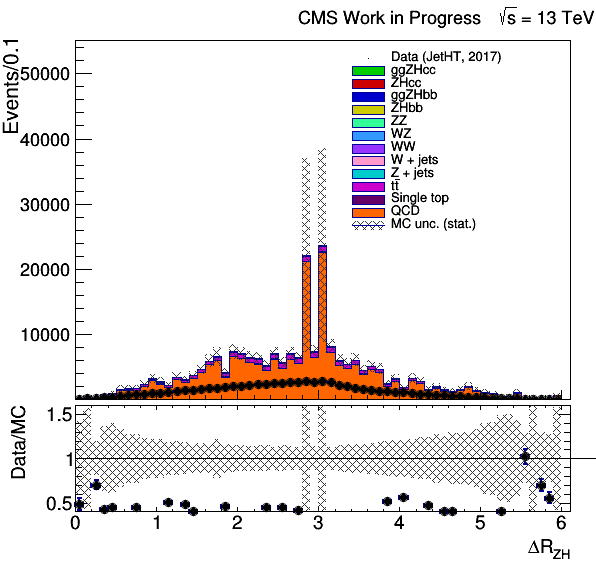 CMS Work in Progress √s = 13 TeV
Events/0.1
50000
40000
30000
20000
10000
Data (JetHT, 2017)
ggZHcc
ZHcc
ggZHbb
ZHbb
ZZ
WZ
WW
W + jets
Z + jets
tt̄
Single top
QCD
MC unc. (stat.)
Data/MC
1.5
1
0.5
0 1 2 3 4 5 6
ΔR_ZH